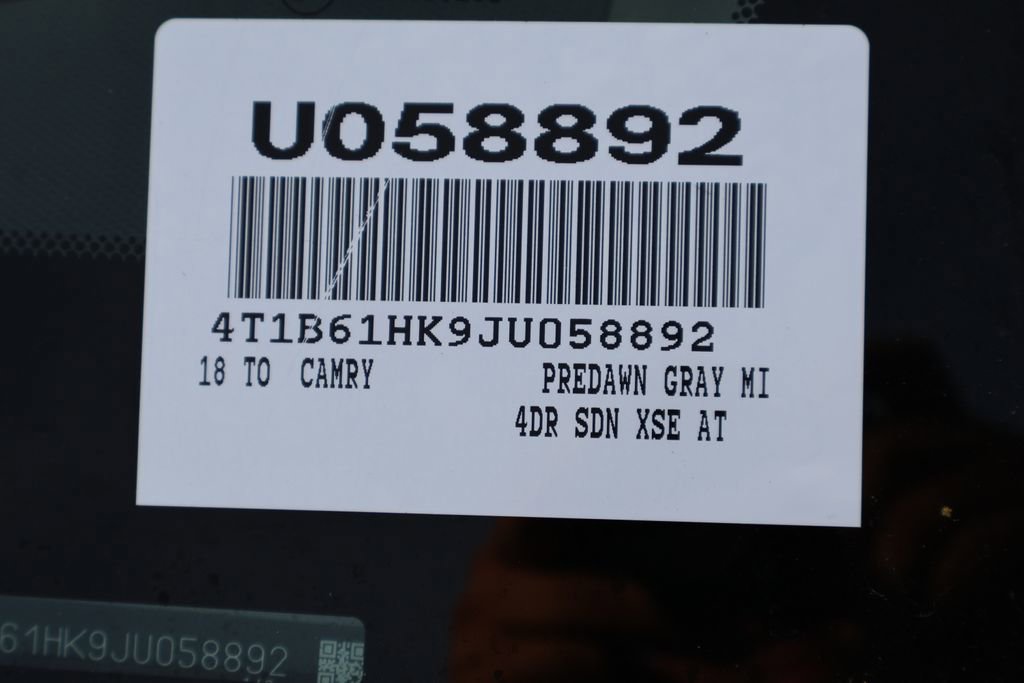 U058892
4T1B61HK9JU058892
18 TO CAMRY PREDAWN GRAY MI
4DR SDN XSE AT
61HK9JU058892